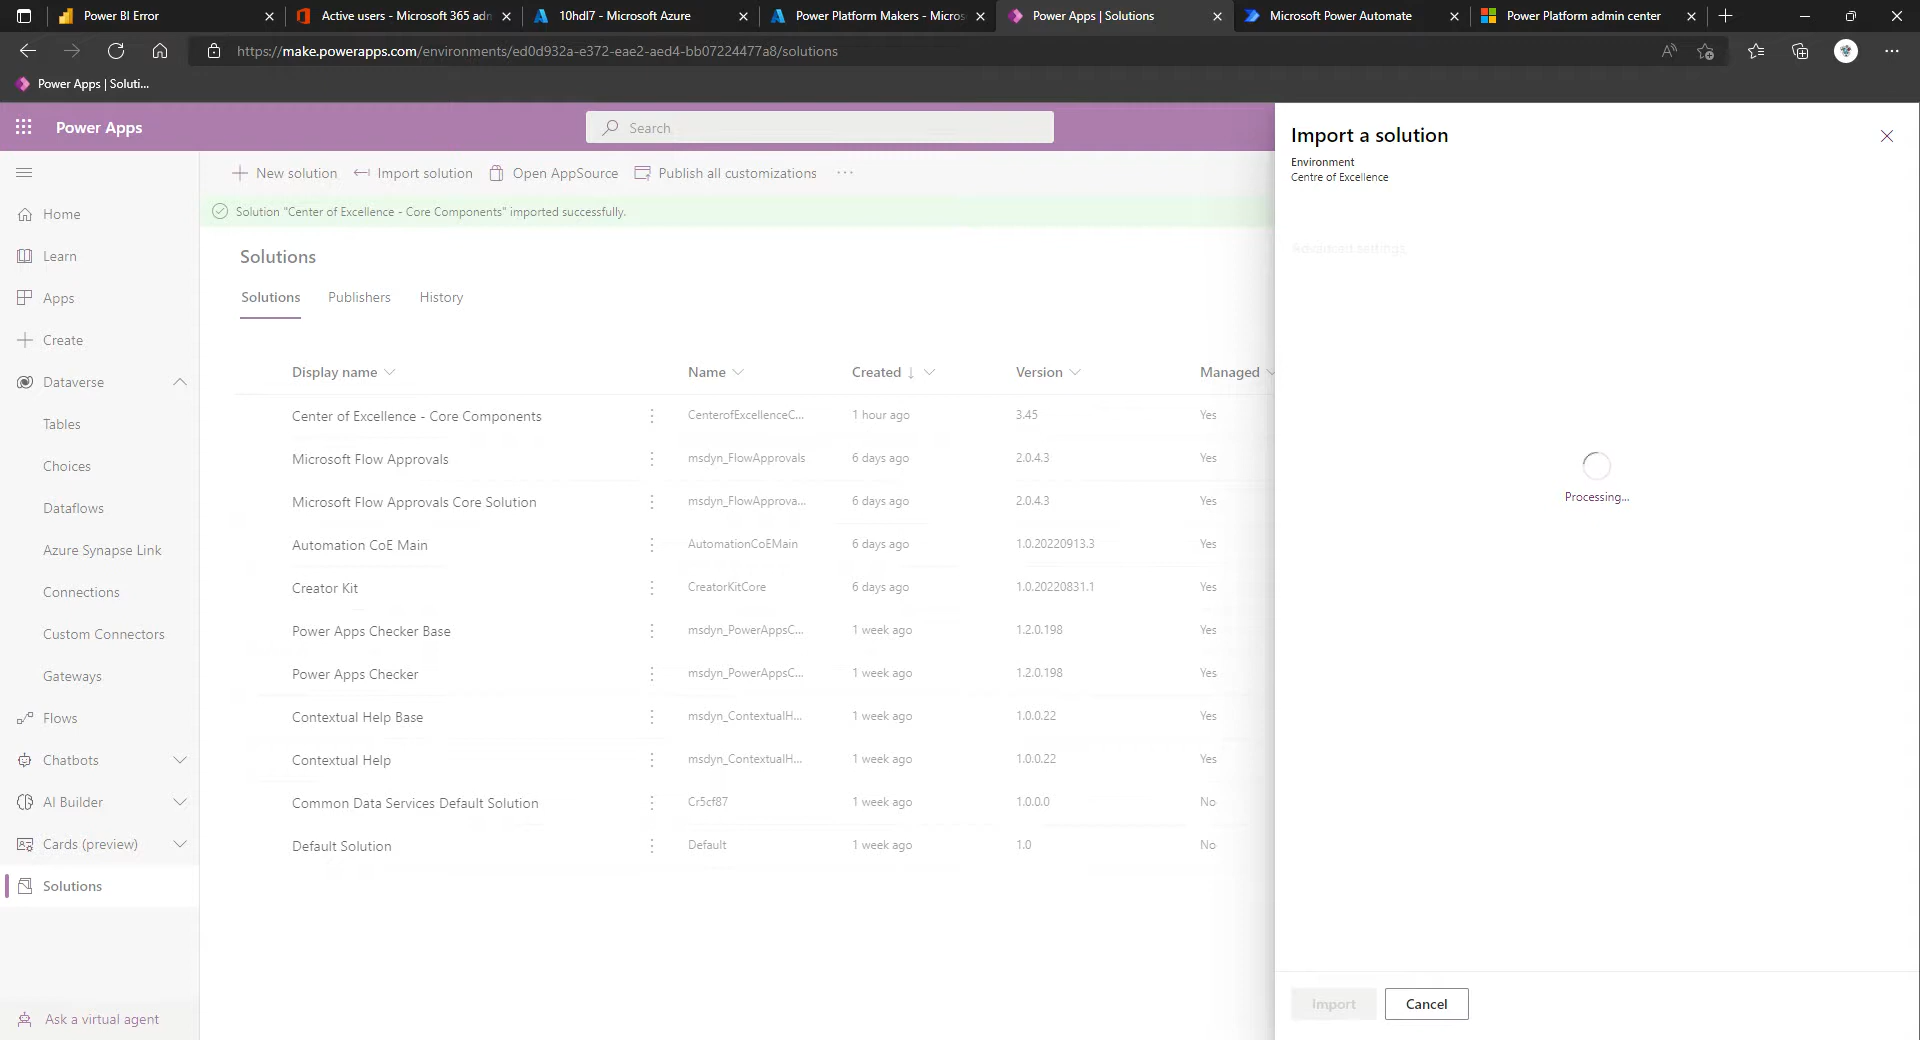 Power BI Error
Active users - Microsoft 365 adn
10hdl7 - Microsoft Azure
Power Platform Makers - Micros
Power Apps | Solutions
Microsoft Power Automate
Power Platform admin center
https://make.powerapps.com/environments/ed0d932a-e372-eae2-aed4-bb07224477a8/solutions
Power Apps | Soluti...
Power Apps
Search
New solution
Import solution
Open AppSource
Publish all customizations
Solution "Center of Excellence - Core Components" imported successfully.
Home
Learn
Apps
Create
Dataverse
Tables
Choices
Dataflows
Azure Synapse Link
Connections
Custom Connectors
Gateways
Flows
Chatbots
AI Builder
Cards (preview)
Solutions
Ask a virtual agent
Solutions
Solutions Publishers History
Display name Name Created Version Managed
Center of Excellence - Core Components CenterofExcellenceC... 1 hour ago 3.45 Yes
Microsoft Flow Approvals msdyn_FlowApprovals 6 days ago 2.0.4.3 Yes
Microsoft Flow Approvals Core Solution msdyn_FlowApprova... 6 days ago 2.0.4.3 Yes
Automation CoE Main AutomationCoEMain 6 days ago 1.0.20220913.3 Yes
Creator Kit CreatorKitCore 6 days ago 1.0.20220831.1 Yes
Power Apps Checker Base msdyn_PowerAppsC... 1 week ago 1.2.0.198 Yes
Power Apps Checker msdyn_PowerAppsC... 1 week ago 1.2.0.198 Yes
Contextual Help Base msdyn_ContextualH... 1 week ago 1.0.0.22 Yes
Contextual Help msdyn_ContextualH... 1 week ago 1.0.0.22 Yes
Common Data Services Default Solution Cr5cf87 1 week ago 1.0.0.0 No
Default Solution Default 1 week ago 1.0 No
Import a solution
Environment
Centre of Excellence
Advanced settings
Processing...
Import
Cancel